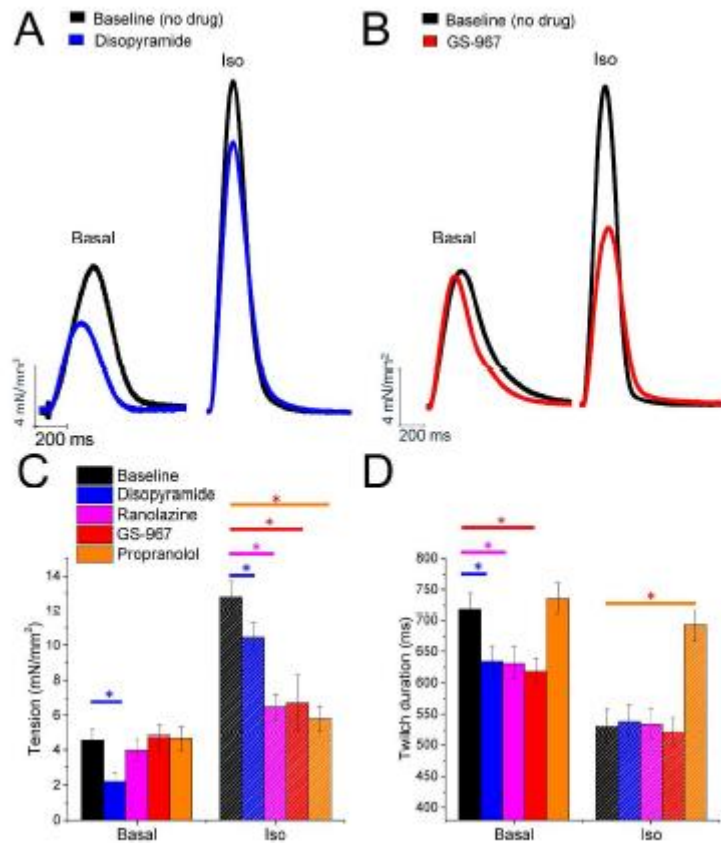 A
Baseline (no drug)
Disopyramide
Iso
Basal
4 mN/mm²
200 ms
B
Baseline (no drug)
GS-967
Iso
Basal
4 mN/mm²
200 ms
C
Baseline
Disopyramide
Ranolazine
GS-967
Propranolol
* * * * *
Tension (mN/mm²)
14
12
10
8
6
4
2
0
Basal Iso
D
* * * *
Twitch duration (ms)
800
750
700
650
600
550
500
450
400
Basal Iso